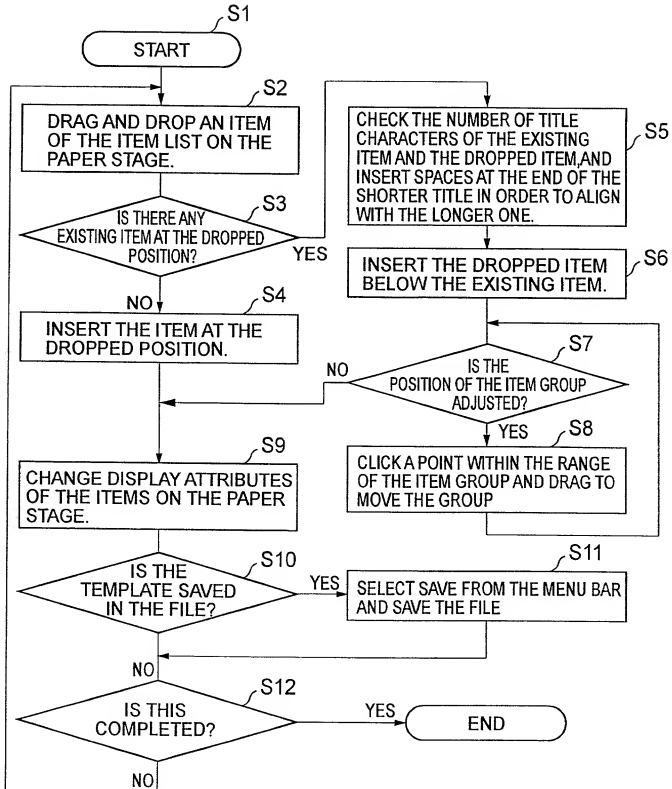 S1
START
S2
DRAG AND DROP AN ITEM
OF THE ITEM LIST ON THE
PAPER STAGE.
S3
IS THERE ANY
EXISTING ITEM AT THE DROPPED
POSITION?
YES
NO
S4
INSERT THE ITEM AT THE
DROPPED POSITION.
S5
CHECK THE NUMBER OF TITLE
CHARACTERS OF THE EXISTING
ITEM AND THE DROPPED ITEM,AND
INSERT SPACES AT THE END OF THE
SHORTER TITLE IN ORDER TO ALIGN
WITH THE LONGER ONE.
S6
INSERT THE DROPPED ITEM
BELOW THE EXISTING ITEM.
S7
IS THE
POSITION OF THE ITEM GROUP
ADJUSTED?
NO
YES
S8
CLICK A POINT WITHIN THE RANGE
OF THE ITEM GROUP AND DRAG TO
MOVE THE GROUP
S9
CHANGE DISPLAY ATTRIBUTES
OF THE ITEMS ON THE PAPER
STAGE.
S10
IS THE
TEMPLATE SAVED
IN THE FILE?
YES
NO
S11
SELECT SAVE FROM THE MENU BAR
AND SAVE THE FILE
S12
IS THIS
COMPLETED?
YES
END
NO